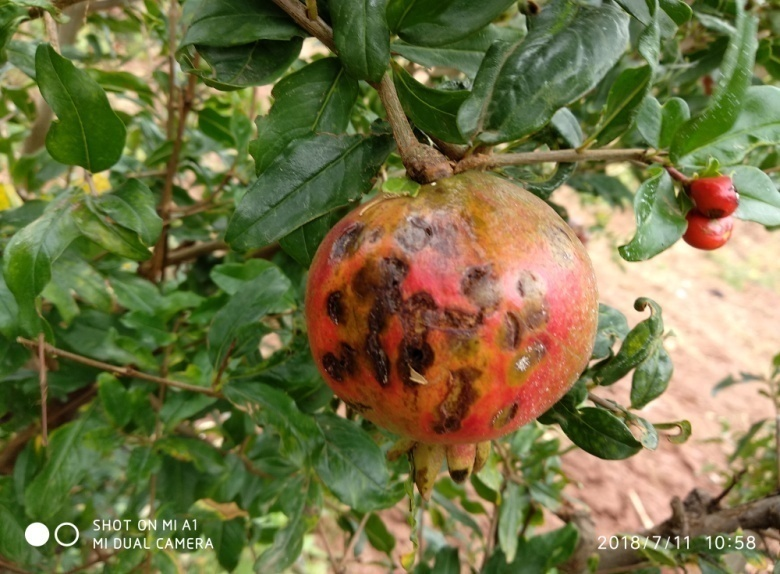 SHOT ON MI A1
MI DUAL CAMERA
2018/7/11 10:58